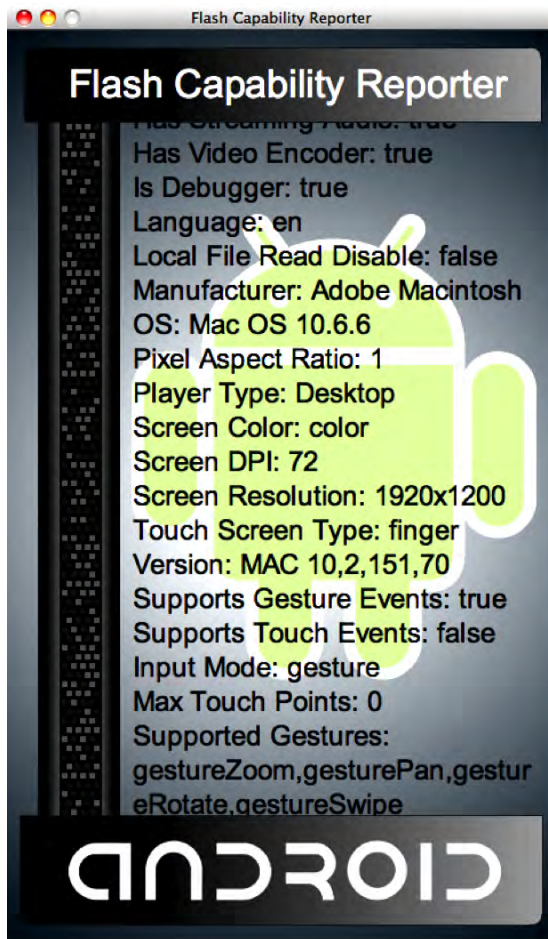 Flash Capability Reporter
Flash Capability Reporter
Has Streaming Audio: true
Has Video Encoder: true
Is Debugger: true
Language: en
Local File Read Disable: false
Manufacturer: Adobe Macintosh
OS: Mac OS 10.6.6
Pixel Aspect Ratio: 1
Player Type: Desktop
Screen Color: color
Screen DPI: 72
Screen Resolution: 1920x1200
Touch Screen Type: finger
Version: MAC 10,2,151,70
Supports Gesture Events: true
Supports Touch Events: false
Input Mode: gesture
Max Touch Points: 0
Supported Gestures:
gestureZoom,gesturePan,gestur
eRotate,gestureSwipe
ANDROID